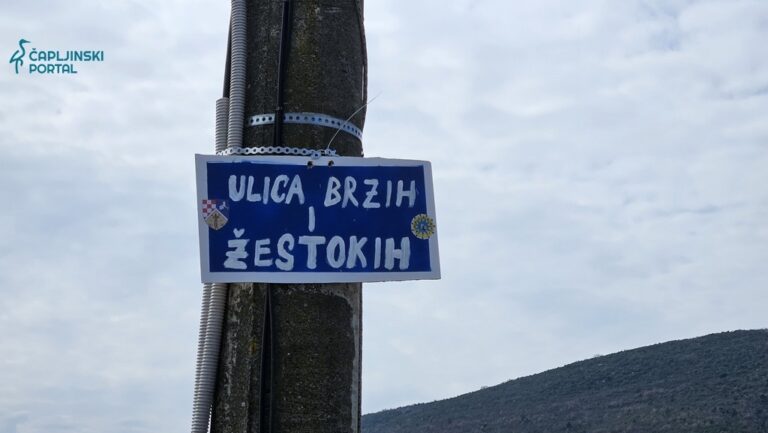 ČAPLJINSKI
PORTAL
ULICA BRZIH
I
ŽESTOKIH